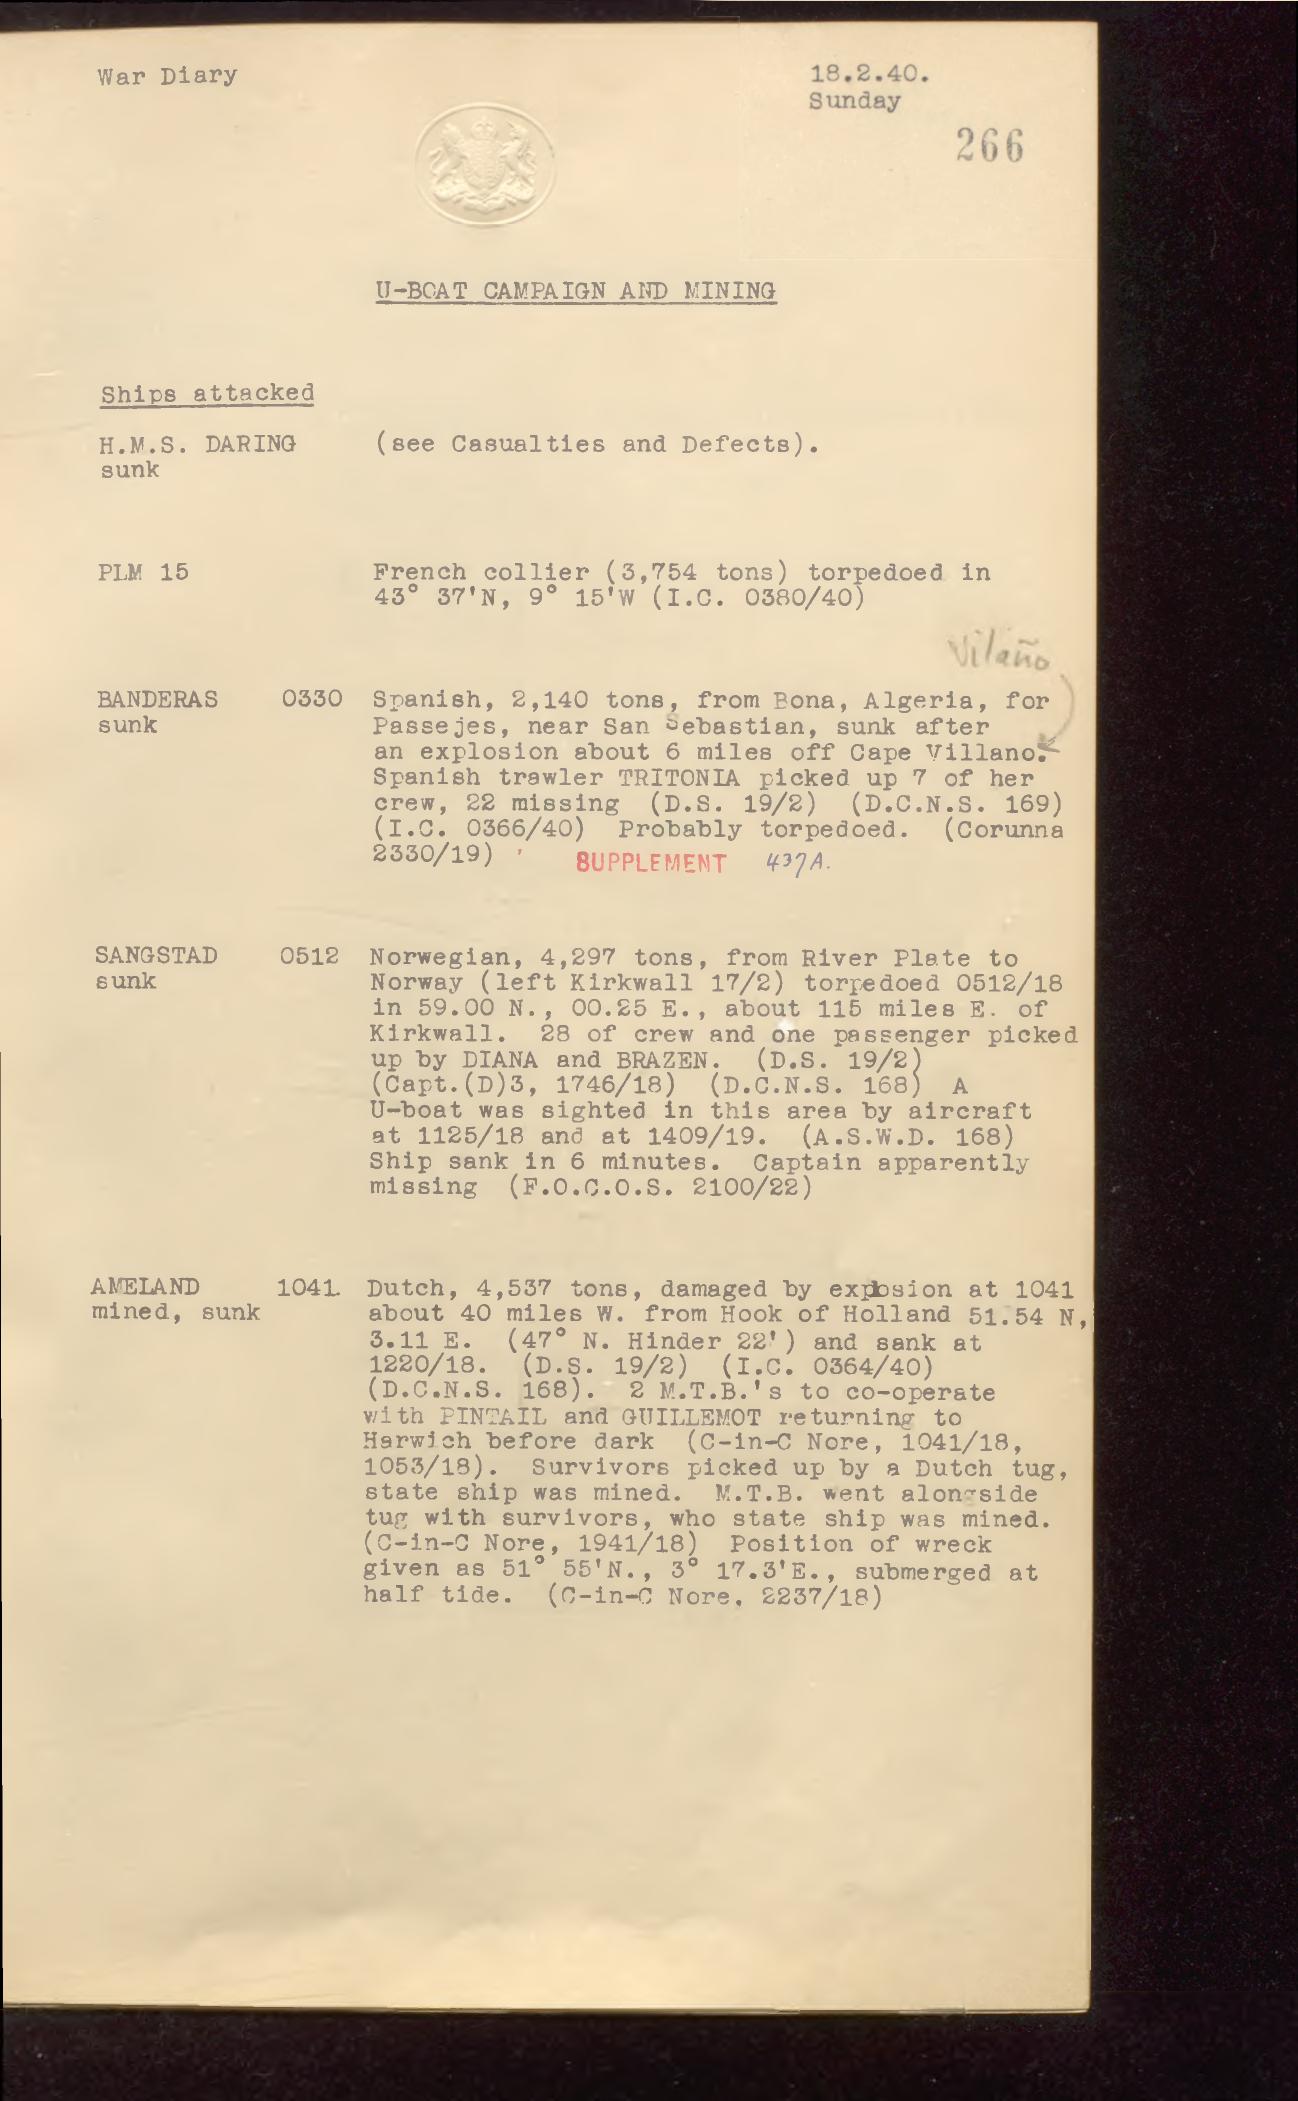 War Diary
18.2.40.
Sunday
266
U-BOAT CAMPAIGN AND MINING
Ships attacked
H.M.S. DARING (see Casualties and Defects).
sunk
PLM 15 French collier (3,754 tons) torpedoed in
43° 37'N, 9° 15'W (I.C. 0380/40)
Vilaño
BANDERAS 0330 Spanish, 2,140 tons, from Bona, Algeria, for
sunk Passejes, near San Sebastian, sunk after
an explosion about 6 miles off Cape Villano.
Spanish trawler TRITONIA picked up 7 of her
crew, 22 missing (D.S. 19/2) (D.C.N.S. 169)
(I.C. 0366/40) Probably torpedoed. (Corunna
2330/19) SUPPLEMENT 437A.
SANGSTAD 0512 Norwegian, 4,297 tons, from River Plate to
sunk Norway (left Kirkwall 17/2) torpedoed 0512/18
in 59.00 N., 00.25 E., about 115 miles E. of
Kirkwall. 28 of crew and one passenger picked
up by DIANA and BRAZEN. (D.S. 19/2)
(Capt.(D)3, 1746/18) (D.C.N.S. 168) A
U-boat was sighted in this area by aircraft
at 1125/18 and at 1409/19. (A.S.W.D. 168)
Ship sank in 6 minutes. Captain apparently
missing (F.O.C.O.S. 2100/22)
AMELAND 1041. Dutch, 4,537 tons, damaged by explosion at 1041
mined, sunk about 40 miles W. from Hook of Holland 51.54 N,
3.11 E. (47° N. Hinder 22') and sank at
1220/18. (D.S. 19/2) (I.C. 0364/40)
(D.C.N.S. 168). 2 M.T.B.'s to co-operate
with PINTAIL and GUILLEMOT returning to
Harwich before dark (C-in-C Nore, 1041/18,
1053/18). Survivors picked up by a Dutch tug,
state ship was mined. M.T.B. went alongside
tug with survivors, who state ship was mined.
(C-in-C Nore, 1941/18) Position of wreck
given as 51° 55'N., 3° 17.3'E., submerged at
half tide. (C-in-C Nore, 2237/18)